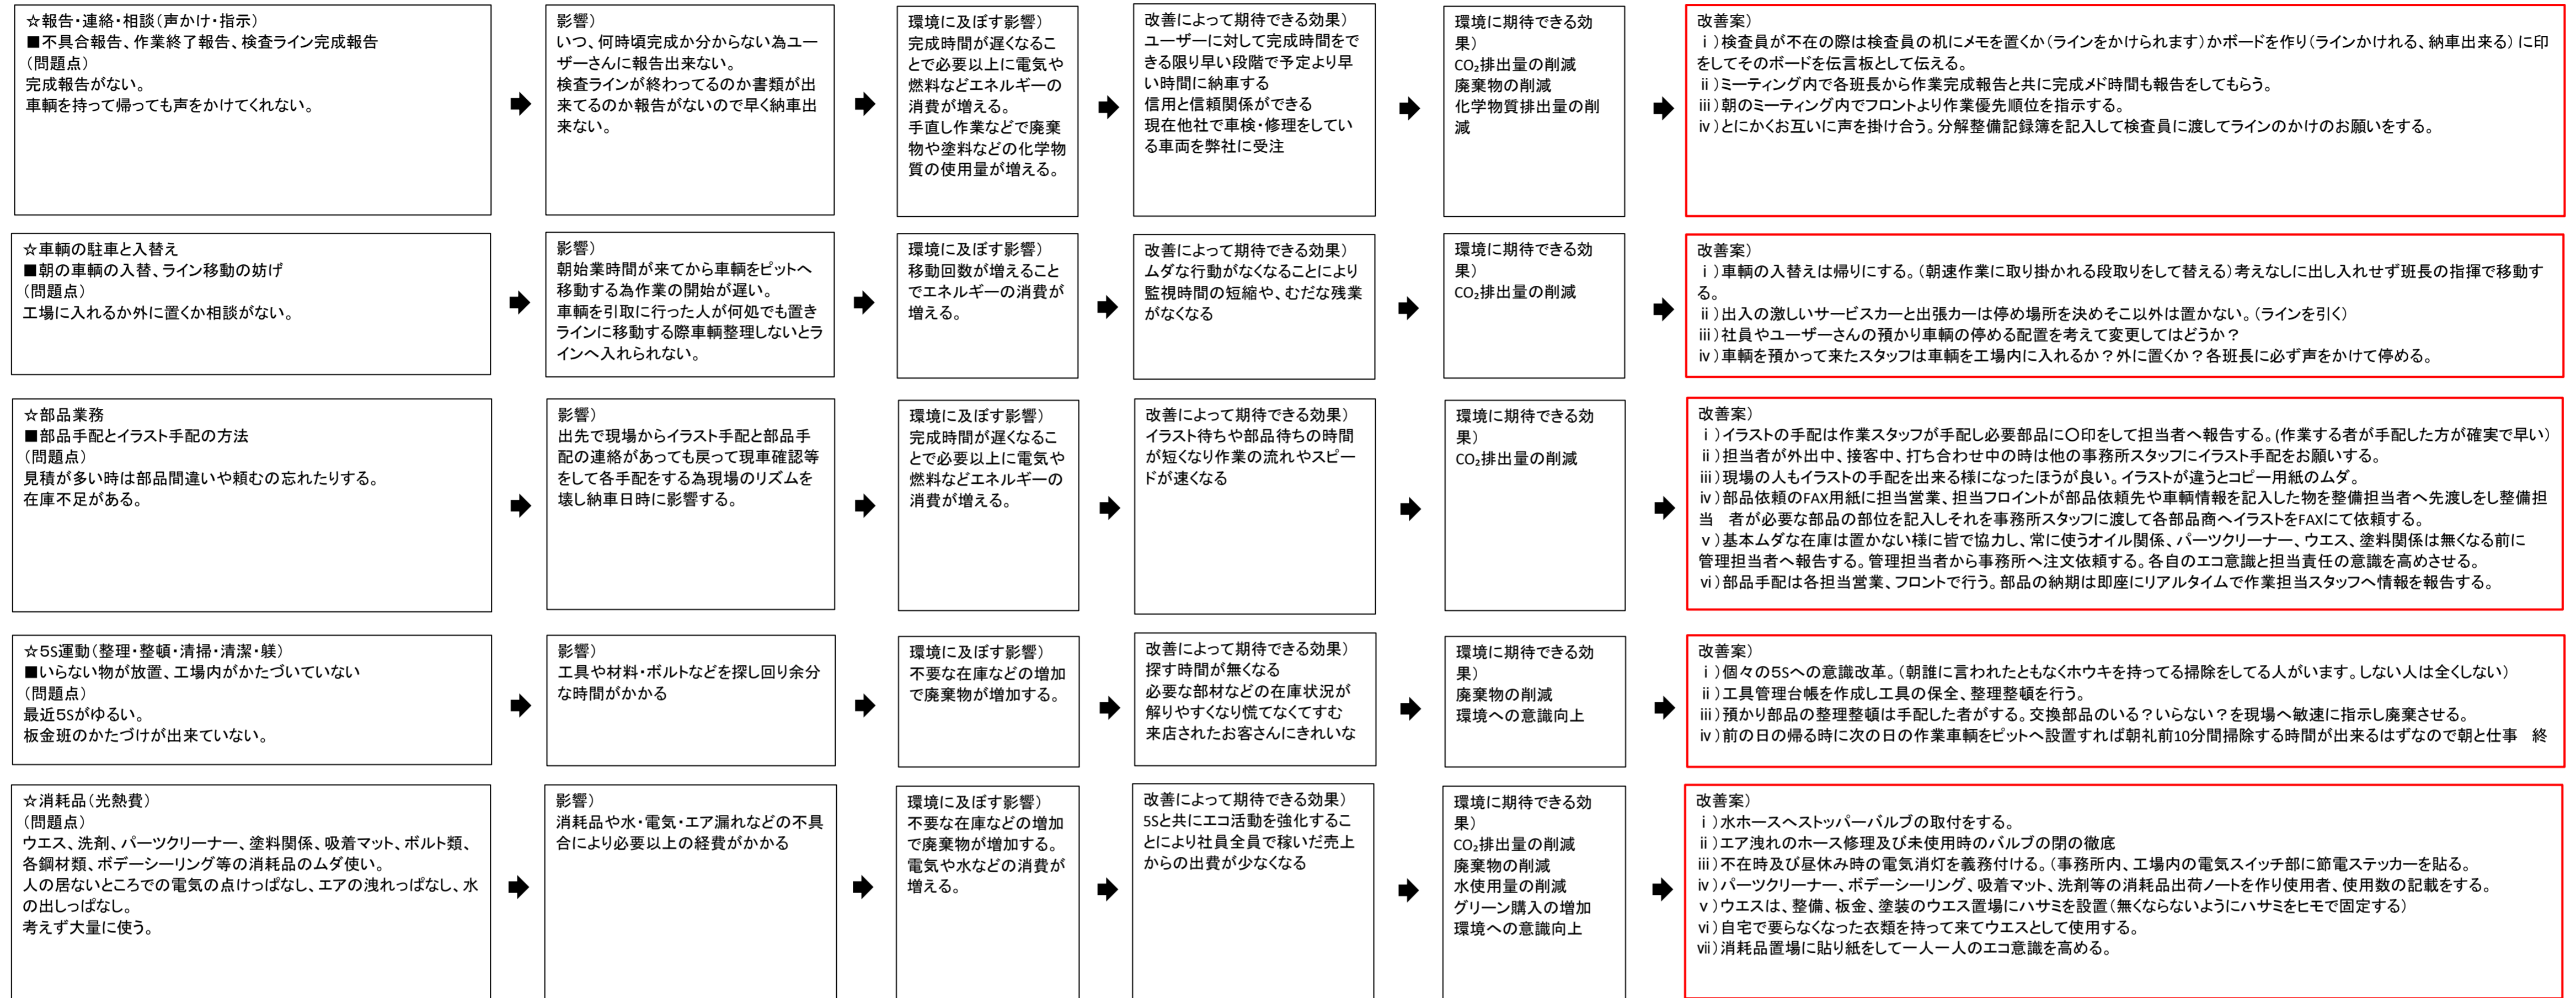 ☆報告・連絡・相談(声かけ・指示)
■不具合報告、作業終了報告、検査ライン完成報告
(問題点)
完成報告がない。
車輌を持って帰っても声をかけてくれない。
影響)
いつ、何時頃完成か分からない為ユー
ザーさんに報告出来ない。
検査ラインが終わってるのか書類が出
来てるのか報告がないので早く納車出
来ない。
環境に及ぼす影響)
完成時間が遅くなるこ
とで必要以上に電気や
燃料などエネルギーの
消費が増える。
手直し作業などで廃棄
物や塗料などの化学物
質の使用量が増える。
改善によって期待できる効果)
ユーザーに対して完成時間をで
きる限り早い段階で予定より早
い時間に納車する
信用と信頼関係ができる
現在他社で車検・修理をしてい
る車両を弊社に受注
環境に期待できる効
果)
CO₂排出量の削減
廃棄物の削減
化学物質排出量の削
減
改善案)
ⅰ)検査員が不在の際は検査員の机にメモを置くか(ラインをかけられます)かボードを作り(ラインかけれる、納車出来る)に印
をしてそのボードを伝言板として伝える。
ⅱ)ミーティング内で各班長から作業完成報告と共に完成メド時間も報告をしてもらう。
ⅲ)朝のミーティング内でフロントより作業優先順位を指示する。
ⅳ)とにかくお互いに声を掛け合う。分解整備記録簿を記入して検査員に渡してラインのかけのお願いをする。
☆車輌の駐車と入替え
■朝の車輌の入替、ライン移動の妨げ
(問題点)
工場に入れるか外に置くか相談がない。
影響)
朝始業時間が来てから車輌をピットへ
移動する為作業の開始が遅い。
車輌を引取に行った人が何処でも置き
ラインに移動する際車輌整理しないとラ
インへ入れられない。
環境に及ぼす影響)
移動回数が増えること
でエネルギーの消費が
増える。
改善によって期待できる効果)
ムダな行動がなくなることにより
監視時間の短縮や、むだな残業
がなくなる
環境に期待できる効
果)
CO₂排出量の削減
改善案)
ⅰ)車輌の入替えは帰りにする。(朝速作業に取り掛かれる段取りをして替える)考えなしに出し入れせず班長の指揮で移動す
る。
ⅱ)出入の激しいサービスカーと出張カーは停め場所を決めそこ以外は置かない。(ラインを引く)
ⅲ)社員やユーザーさんの預かり車輌の停める配置を考えて変更してはどうか?
ⅳ)車輌を預かって来たスタッフは車輌を工場内に入れるか?外に置くか?各班長に必ず声をかけて停める。
☆部品業務
■部品手配とイラスト手配の方法
(問題点)
見積が多い時は部品間違いや頼むの忘れたりする。
在庫不足がある。
影響)
出先で現場からイラスト手配と部品手
配の連絡があっても戻って現車確認等
をして各手配をする為現場のリズムを
壊し納車日時に影響する。
環境に及ぼす影響)
完成時間が遅くなるこ
とで必要以上に電気や
燃料などエネルギーの
消費が増える。
改善によって期待できる効果)
イラスト待ちや部品待ちの時間
が短くなり作業の流れやスピー
ドが速くなる
環境に期待できる効
果)
CO₂排出量の削減
改善案)
ⅰ)イラストの手配は作業スタッフが手配し必要部品に〇印をして担当者へ報告する。(作業する者が手配した方が確実で早い)
ⅱ)担当者が外出中、接客中、打ち合わせ中の時は他の事務所スタッフにイラスト手配をお願いする。
ⅲ)現場の人もイラストの手配を出来る様になったほうが良い。イラストが違うとコピー用紙のムダ。
ⅳ)部品依頼のFAX用紙に担当営業、担当フロイントが部品依頼先や車輌情報を記入した物を整備担当者へ先渡しをし整備担
当　者が必要な部品の部位を記入しそれを事務所スタッフに渡して各部品商へイラストをFAXにて依頼する。
ⅴ)基本ムダな在庫は置かない様に皆で協力し、常に使うオイル関係、パーツクリーナー、ウエス、塗料関係は無くなる前に
管理担当者へ報告する。管理担当者から事務所へ注文依頼する。各自のエコ意識と担当責任の意識を高めさせる。
ⅵ)部品手配は各担当営業、フロントで行う。部品の納期は即座にリアルタイムで作業担当スタッフへ情報を報告する。
☆5S運動(整理・整頓・清掃・清潔・躾)
■いらない物が放置、工場内がかたづいていない
(問題点)
最近5Sがゆるい。
板金班のかたづけが出来ていない。
影響)
工具や材料・ボルトなどを探し回り余分
な時間がかかる
環境に及ぼす影響)
不要な在庫などの増加
で廃棄物が増加する。
改善によって期待できる効果)
探す時間が無くなる
必要な部材などの在庫状況が
解りやすくなり慌てなくてすむ
来店されたお客さんにきれいな
環境に期待できる効
果)
廃棄物の削減
環境への意識向上
改善案)
ⅰ)個々の5Sへの意識改革。(朝誰に言われたともなくホウキを持ってる掃除をしてる人がいます。しない人は全くしない)
ⅱ)工具管理台帳を作成し工具の保全、整理整頓を行う。
ⅲ)預かり部品の整理整頓は手配した者がする。交換部品のいる?いらない?を現場へ敏速に指示し廃棄させる。
ⅳ)前の日の帰る時に次の日の作業車輌をピットへ設置すれば朝礼前10分間掃除する時間が出来るはずなので朝と仕事　終
☆消耗品(光熱費)
(問題点)
ウエス、洗剤、パーツクリーナー、塗料関係、吸着マット、ボルト類、
各鋼材類、ボデーシーリング等の消耗品のムダ使い。
人の居ないところでの電気の点けっぱなし、エアの洩れっぱなし、水
の出しっぱなし。
考えず大量に使う。
影響)
消耗品や水・電気・エア漏れなどの不具
合により必要以上の経費がかかる
環境に及ぼす影響)
不要な在庫などの増加
で廃棄物が増加する。
電気や水などの消費が
増える。
改善によって期待できる効果)
5Sと共にエコ活動を強化するこ
とにより社員全員で稼いだ売上
からの出費が少なくなる
環境に期待できる効
果)
CO₂排出量の削減
廃棄物の削減
水使用量の削減
グリーン購入の増加
環境への意識向上
改善案)
ⅰ)水ホースへストッパーバルブの取付をする。
ⅱ)エア洩れのホース修理及び未使用時のバルブの閉の徹底
ⅲ)不在時及び昼休み時の電気消灯を義務付ける。(事務所内、工場内の電気スイッチ部に節電ステッカーを貼る。
ⅳ)パーツクリーナー、ボデーシーリング、吸着マット、洗剤等の消耗品出荷ノートを作り使用者、使用数の記載をする。
ⅴ)ウエスは、整備、板金、塗装のウエス置場にハサミを設置(無くならないようにハサミをヒモで固定する)
ⅵ)自宅で要らなくなった衣類を持って来てウエスとして使用する。
ⅶ)消耗品置場に貼り紙をして一人一人のエコ意識を高める。